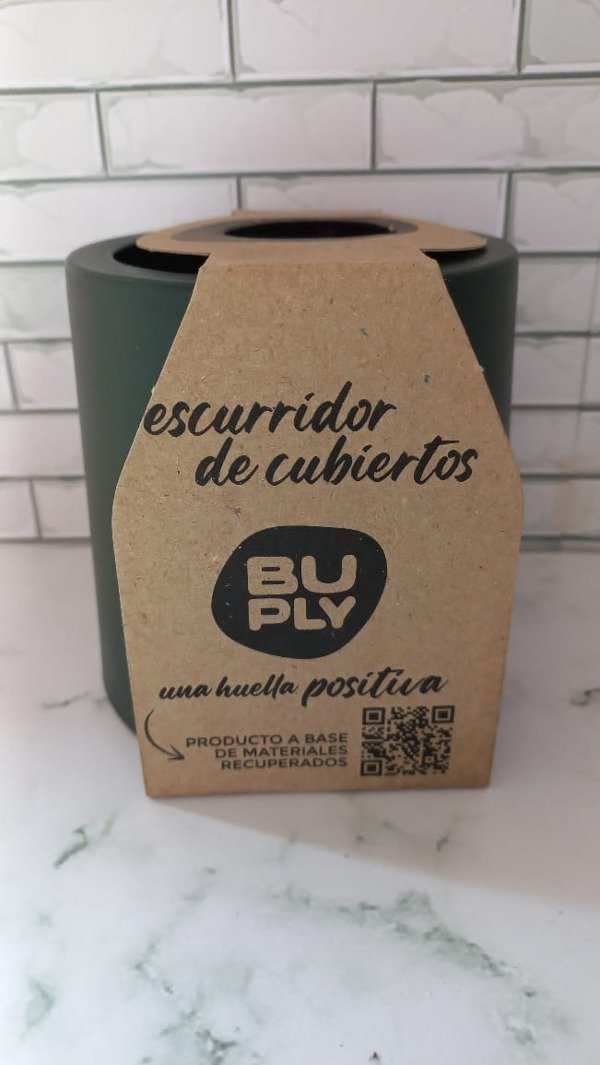 escurridor
de cubiertos
BU
PLY
una huella positiva
PRODUCTO A BASE
DE MATERIALES
RECUPERADOS